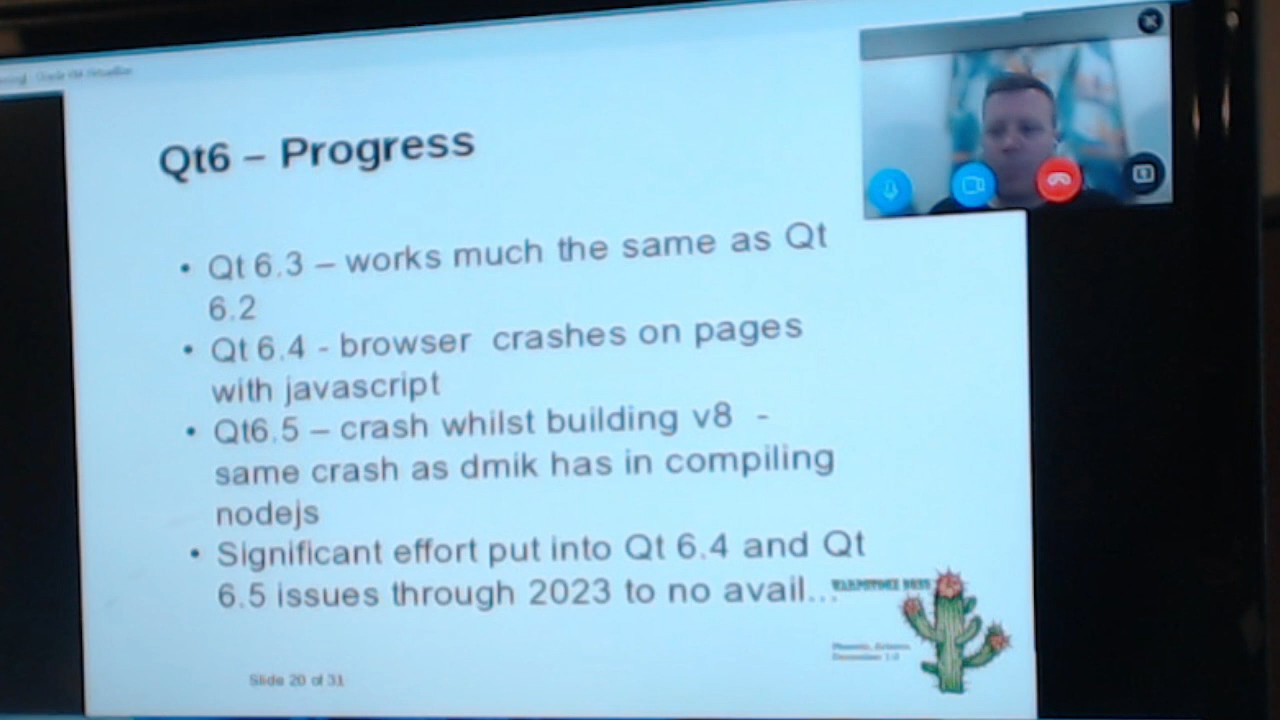 Qt6 – Progress
• Qt 6.3 – works much the same as Qt
6.2
• Qt 6.4 - browser  crashes on pages
with javascript
• Qt6.5 – crash whilst building v8  -
same crash as dmik has in compiling
nodejs
• Significant effort put into Qt 6.4 and Qt
6.5 issues through 2023 to no avail...
Phoenix, Arizona
Slide 20 of 31